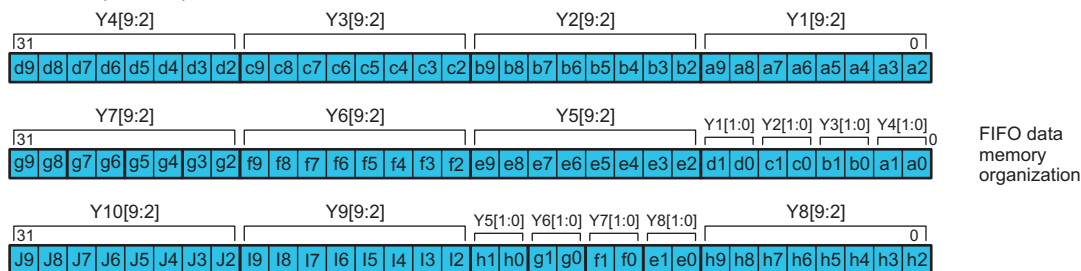 Y4[9:2] Y3[9:2] Y2[9:2] Y1[9:2]
31 0
d9 d8 d7 d6 d5 d4 d3 d2 c9 c8 c7 c6 c5 c4 c3 c2 b9 b8 b7 b6 b5 b4 b3 b2 a9 a8 a7 a6 a5 a4 a3 a2
Y7[9:2] Y6[9:2] Y5[9:2] Y1[1:0] Y2[1:0] Y3[1:0] Y4[1:0]
31 0
g9 g8 g7 g6 g5 g4 g3 g2 f9 f8 f7 f6 f5 f4 f3 f2 e9 e8 e7 e6 e5 e4 e3 e2 d1 d0 c1 c0 b1 b0 a1 a0
FIFO data
memory
organization
Y10[9:2] Y9[9:2] Y5[1:0] Y6[1:0] Y7[1:0] Y8[1:0] Y8[9:2]
31 0
J9 J8 J7 J6 J5 J4 J3 J2 I9 I8 I7 I6 I5 I4 I3 I2 h1 h0 g1 g0 f1 f0 e1 e0 h9 h8 h7 h6 h5 h4 h3 h2